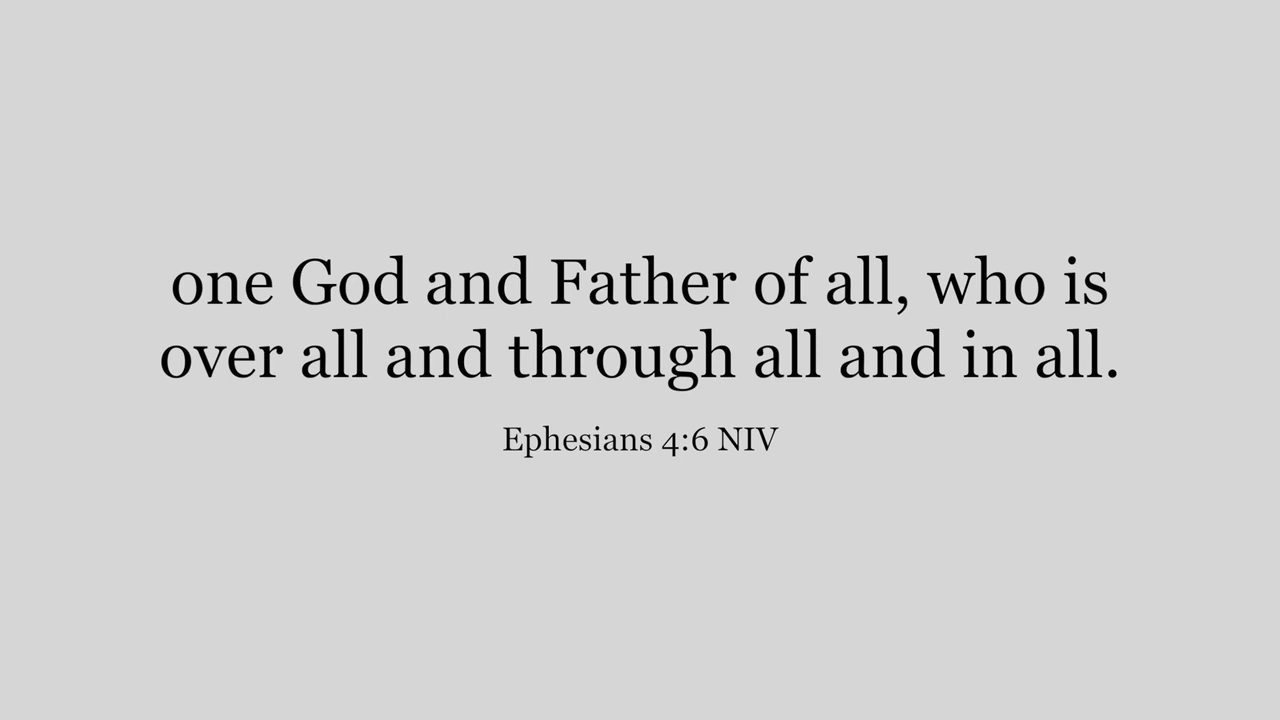 one God and Father of all, who is
over all and through all and in all.
Ephesians 4:6 NIV